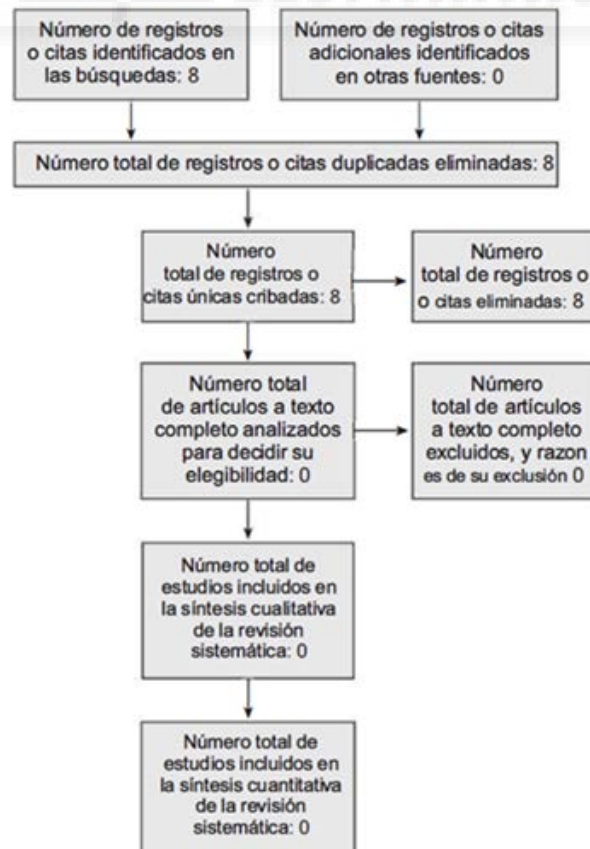 Número de registros
o citas identificados en
las búsquedas: 8
Número de registros o citas
adicionales identificados
en otras fuentes: 0
Número total de registros o citas duplicadas eliminadas: 8
Número
total de registros o
citas únicas cribadas: 8
Número
total de registros o
o citas eliminadas: 8
Número total
de artículos a texto
completo analizados
para decidir su
elegibilidad: 0
Número
total de artículos
a texto completo
excluidos, y razon
es de su exclusión 0
Número total de
estudios incluidos en
la síntesis cualitativa
de la revisión
sistemática: 0
Número total de
estudios incluidos en
la síntesis cuantitativa
de la revisión
sistemática: 0